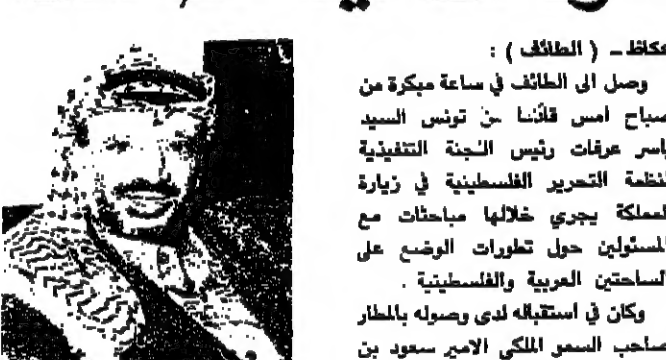 عكاظ ـ ( الطائف ) :
وصل الى الطائف في ساعة مبكرة من
صباح امس قادما من تونس السيد
ياسر عرفات رئيس اللجنة التنفيذية
لمنظمة التحرير الفلسطينية في زيارة
للمملكة يجري خلالها مباحثات مع
المسئولين حول تطورات الوضع على
الساحتين العربية والفلسطينية .
وكان في استقباله لدى وصوله بالمطار
صاحب السمو الملكي الامير سعود بن